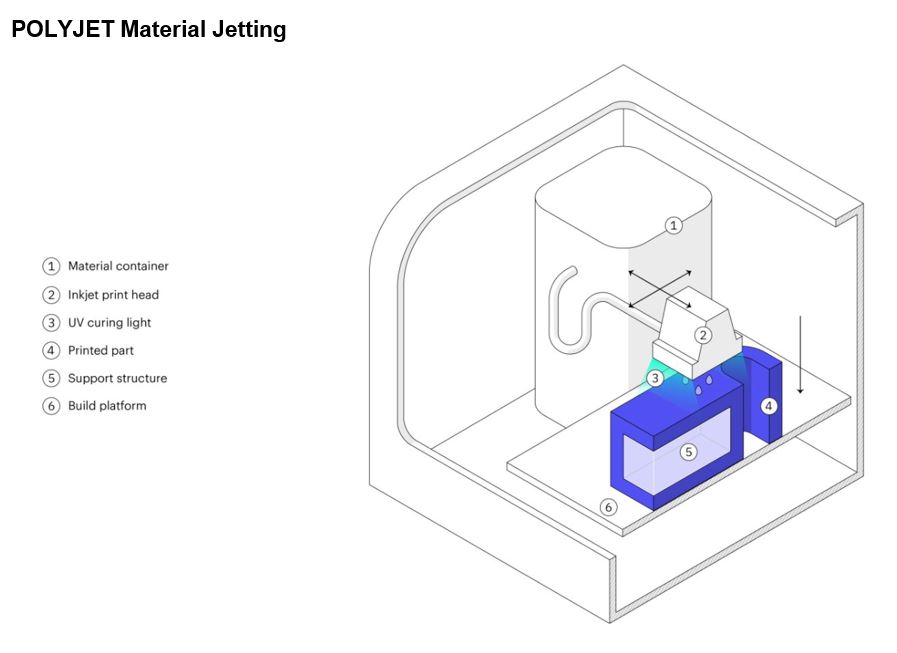 POLYJET Material Jetting
1 Material container
2 Inkjet print head
3 UV curing light
4 Printed part
5 Support structure
6 Build platform
1
2
3
4
5
6